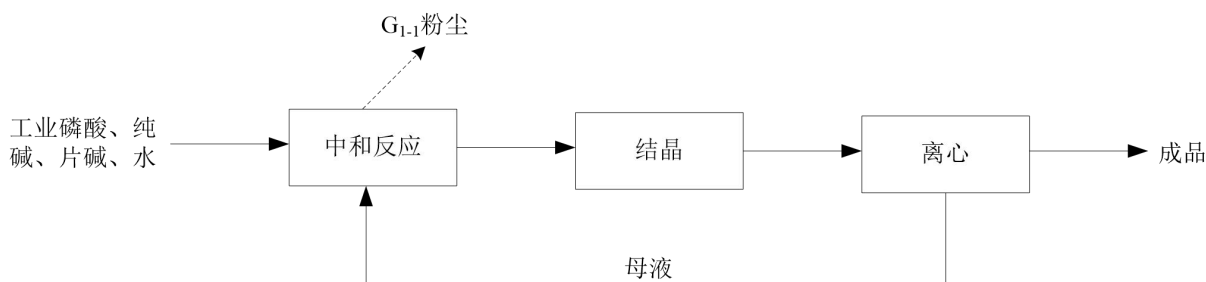 G1-1粉尘
工业磷酸、纯
碱、片碱、水
中和反应
结晶
离心
成品
母液